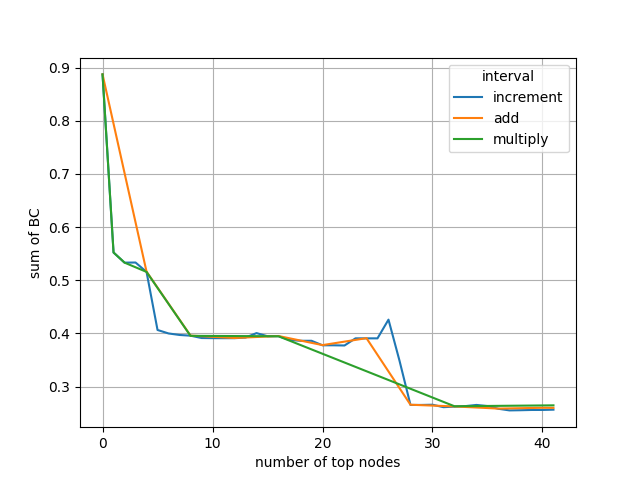 0.9
0.8
0.7
0.6
0.5
0.4
0.3
sum of BC
interval
increment
add
multiply
0 10 20 30 40
number of top nodes